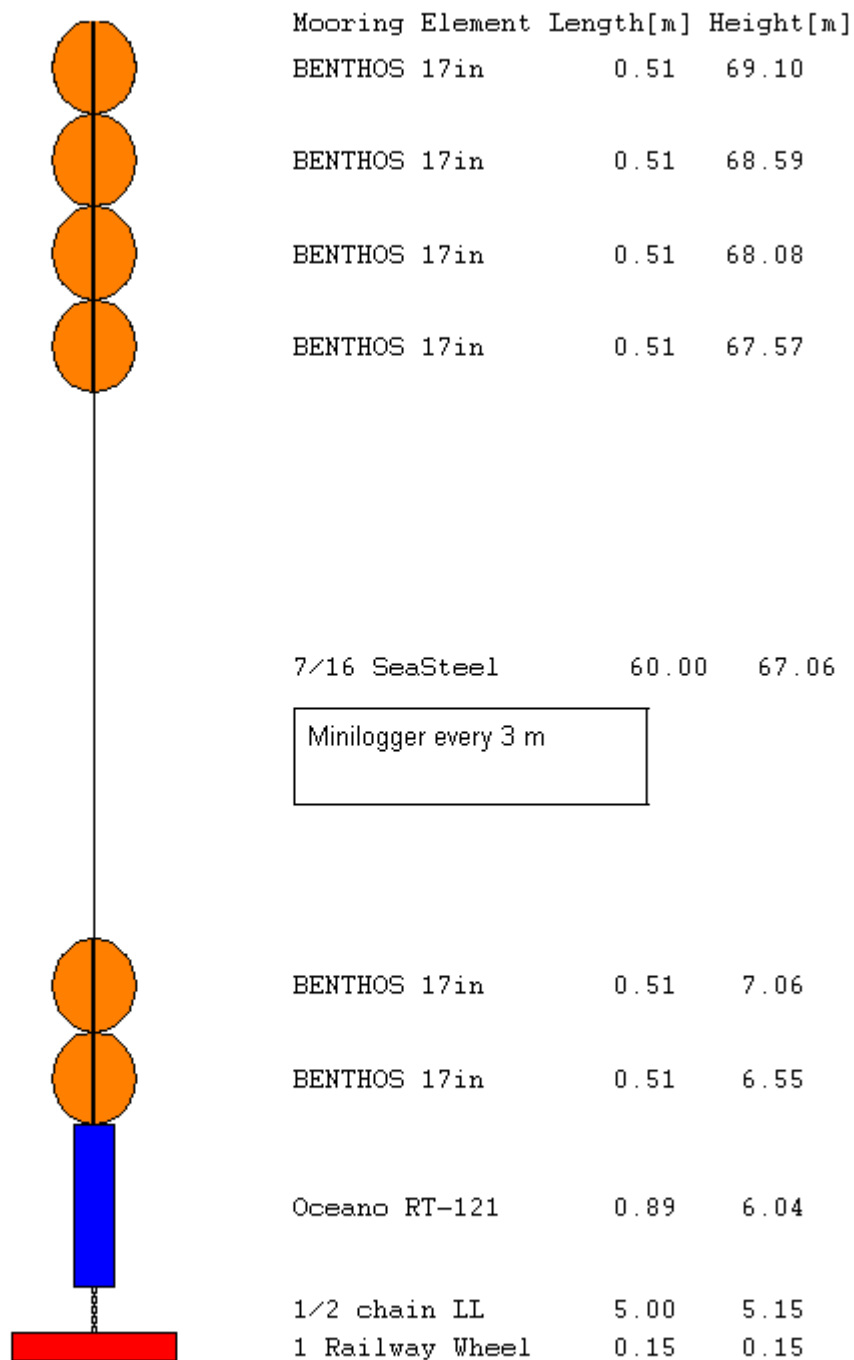 Mooring Element Length[m] Height[m]
BENTHOS 17in 0.51 69.10
BENTHOS 17in 0.51 68.59
BENTHOS 17in 0.51 68.08
BENTHOS 17in 0.51 67.57
7/16 SeaSteel 60.00 67.06
Minilogger every 3 m
BENTHOS 17in 0.51 7.06
BENTHOS 17in 0.51 6.55
Oceano RT-121 0.89 6.04
1/2 chain LL 5.00 5.15
1 Railway Wheel 0.15 0.15